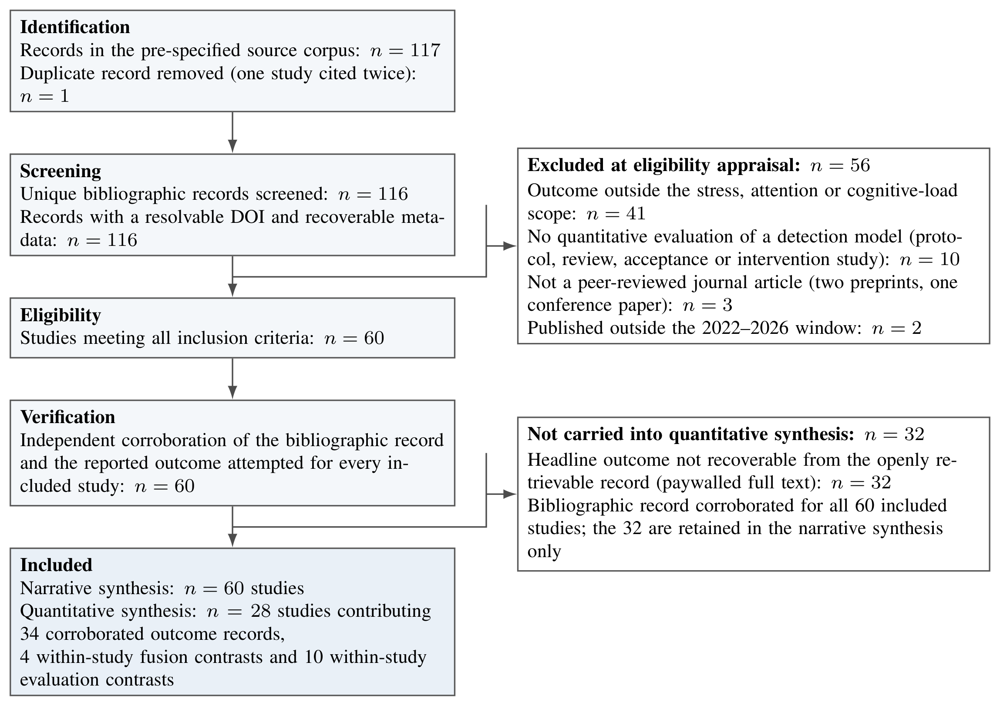 Identification
Records in the pre-specified source corpus: n = 117
Duplicate record removed (one study cited twice):
n = 1
Screening
Unique bibliographic records screened: n = 116
Records with a resolvable DOI and recoverable meta-
data: n = 116
Excluded at eligibility appraisal: n = 56
Outcome outside the stress, attention or cognitive-load
scope: n = 41
No quantitative evaluation of a detection model (proto-
col, review, acceptance or intervention study): n = 10
Not a peer-reviewed journal article (two preprints, one
conference paper): n = 3
Published outside the 2022–2026 window: n = 2
Eligibility
Studies meeting all inclusion criteria: n = 60
Verification
Independent corroboration of the bibliographic record
and the reported outcome attempted for every in-
cluded study: n = 60
Not carried into quantitative synthesis: n = 32
Headline outcome not recoverable from the openly re-
trievable record (paywalled full text): n = 32
Bibliographic record corroborated for all 60 included
studies; the 32 are retained in the narrative synthesis
only
Included
Narrative synthesis: n = 60 studies
Quantitative synthesis: n = 28 studies contributing
34 corroborated outcome records,
4 within-study fusion contrasts and 10 within-study
evaluation contrasts